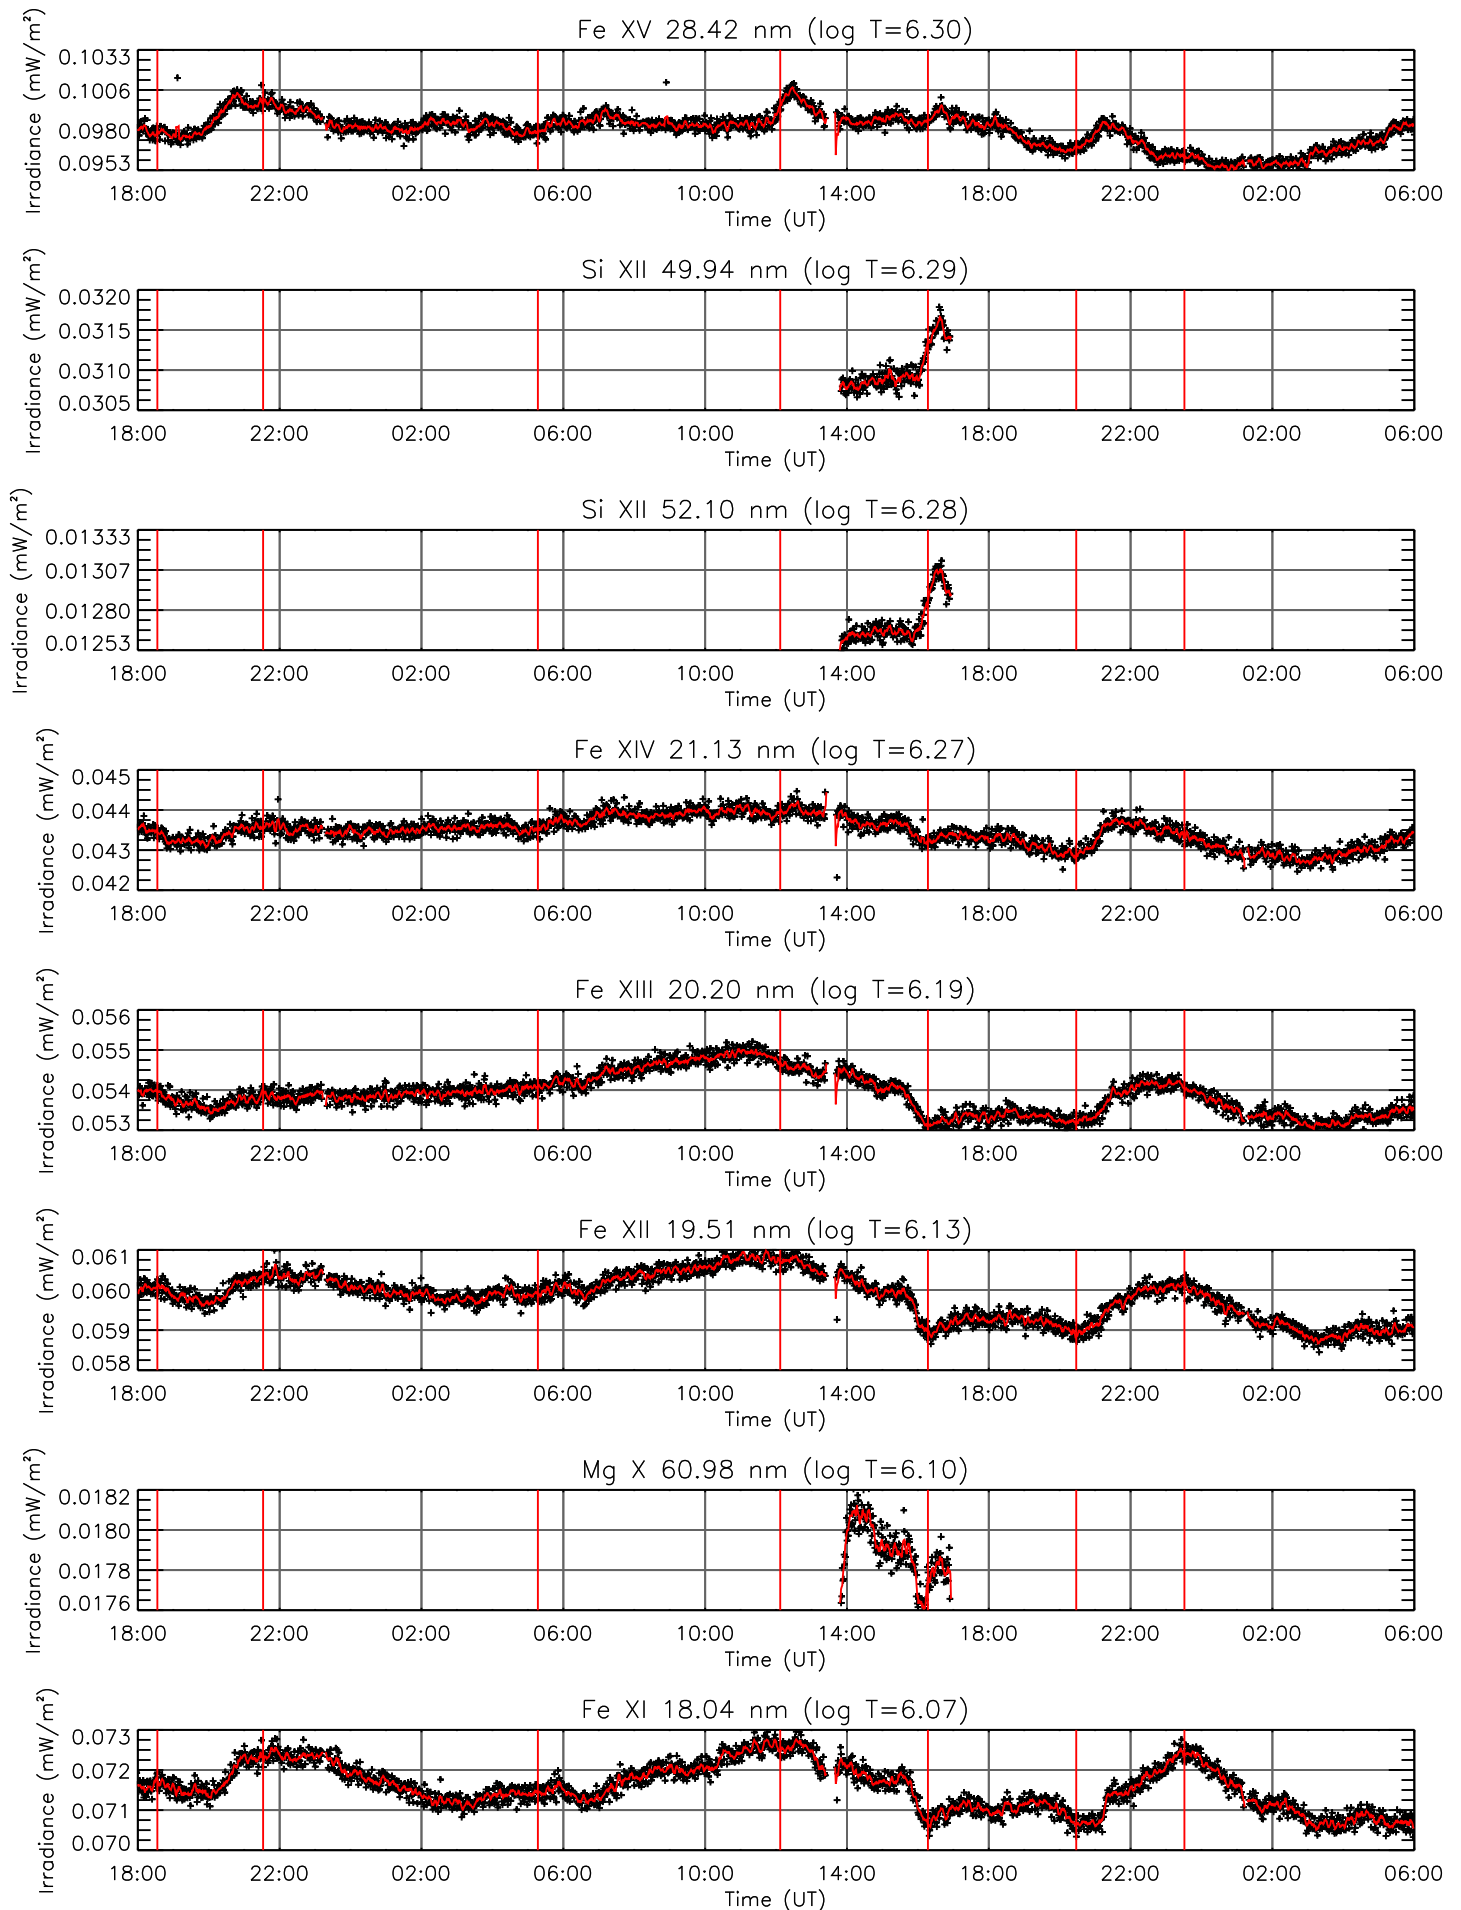 Fe XV 28.42 nm (log T=6.30)
Irradiance (mW/m²)
0.1033
0.1006
0.0980
0.0953
18:00 22:00 02:00 06:00 10:00 14:00 18:00 22:00 02:00 06:00
Time (UT)
Si XII 49.94 nm (log T=6.29)
Irradiance (mW/m²)
0.0320
0.0315
0.0310
0.0305
18:00 22:00 02:00 06:00 10:00 14:00 18:00 22:00 02:00 06:00
Time (UT)
Si XII 52.10 nm (log T=6.28)
Irradiance (mW/m²)
0.01333
0.01307
0.01280
0.01253
18:00 22:00 02:00 06:00 10:00 14:00 18:00 22:00 02:00 06:00
Time (UT)
Fe XIV 21.13 nm (log T=6.27)
Irradiance (mW/m²)
0.045
0.044
0.043
0.042
18:00 22:00 02:00 06:00 10:00 14:00 18:00 22:00 02:00 06:00
Time (UT)
Fe XIII 20.20 nm (log T=6.19)
Irradiance (mW/m²)
0.056
0.055
0.054
0.053
18:00 22:00 02:00 06:00 10:00 14:00 18:00 22:00 02:00 06:00
Time (UT)
Fe XII 19.51 nm (log T=6.13)
Irradiance (mW/m²)
0.061
0.060
0.059
0.058
18:00 22:00 02:00 06:00 10:00 14:00 18:00 22:00 02:00 06:00
Time (UT)
Mg X 60.98 nm (log T=6.10)
Irradiance (mW/m²)
0.0182
0.0180
0.0178
0.0176
18:00 22:00 02:00 06:00 10:00 14:00 18:00 22:00 02:00 06:00
Time (UT)
Fe XI 18.04 nm (log T=6.07)
Irradiance (mW/m²)
0.073
0.072
0.071
0.070
18:00 22:00 02:00 06:00 10:00 14:00 18:00 22:00 02:00 06:00
Time (UT)